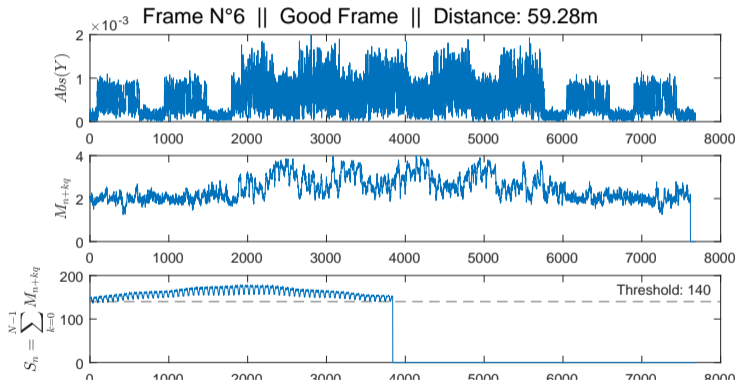 Frame N°6 || Good Frame || Distance: 59.28m
×10⁻³
2
1
0
Abs(Y)
0 1000 2000 3000 4000 5000 6000 7000 8000
4
2
0
M_{n+kq}
0 1000 2000 3000 4000 5000 6000 7000 8000
200
100
0
S_n = \sum_{k=0}^{N-1} M_{n+kq}
Threshold: 140
0 1000 2000 3000 4000 5000 6000 7000 8000